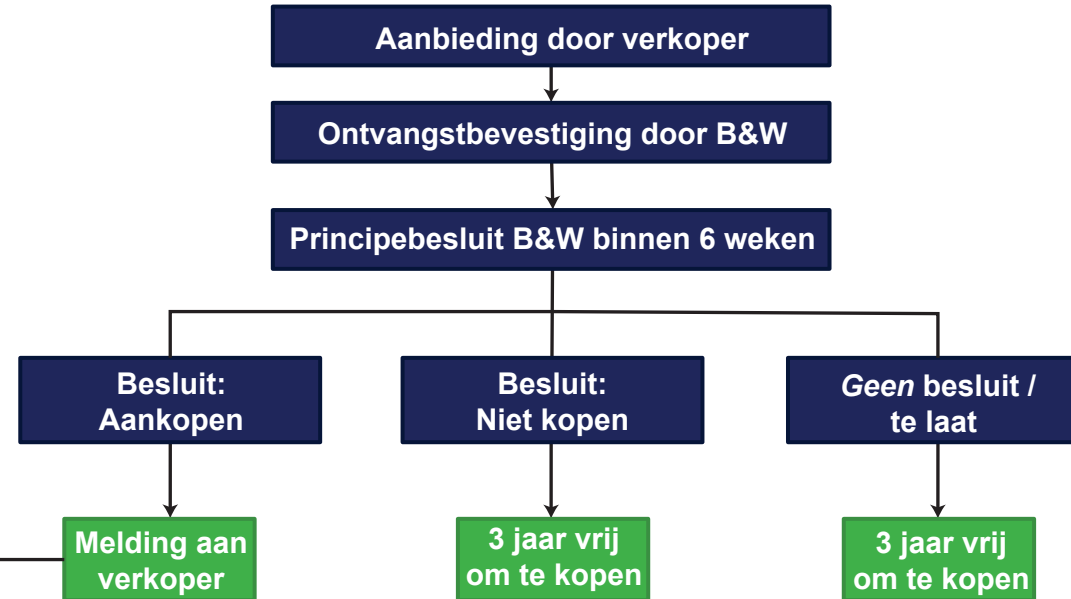 Aanbieding door verkoper
Ontvangstbevestiging door B&W
Principebesluit B&W binnen 6 weken
Besluit:
Aankopen
Besluit:
Niet kopen
Geen besluit /
te laat
Melding aan
verkoper
3 jaar vrij
om te kopen
3 jaar vrij
om te kopen